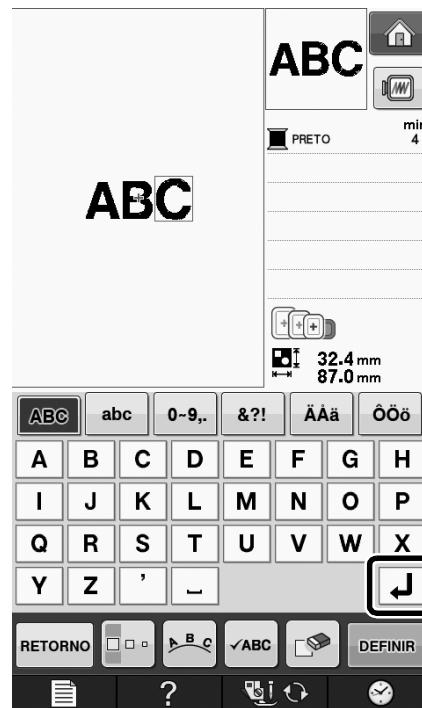 ABC
PRETO
min
4
ABC
32.4 mm
87.0 mm
ABC abc 0~9,. &?! ÄÅä ÔÖö
A B C D E F G H
I J K L M N O P
Q R S T U V W X
Y Z ’ ⎵ ↵
RETORNO A B C ✓ABC DEFINIR
?